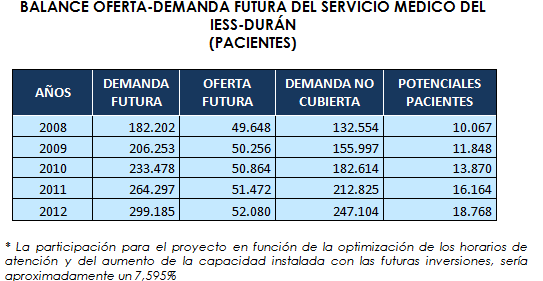 BALANCE OFERTA-DEMANDA FUTURA DEL SERVICIO MEDICO DEL
IESS-DURÁN
(PACIENTES)
AÑOS DEMANDA FUTURA OFERTA FUTURA DEMANDA NO CUBIERTA POTENCIALES PACIENTES
2008 182.202 49.648 132.554 10.067
2009 206.253 50.256 155.997 11.848
2010 233.478 50.864 182.614 13.870
2011 264.297 51.472 212.825 16.164
2012 299.185 52.080 247.104 18.768
* La participación para el proyecto en función de la optimización de los horarios de
atención y del aumento de la capacidad instalada con las futuras inversiones, sería
aproximadamente un 7,595%